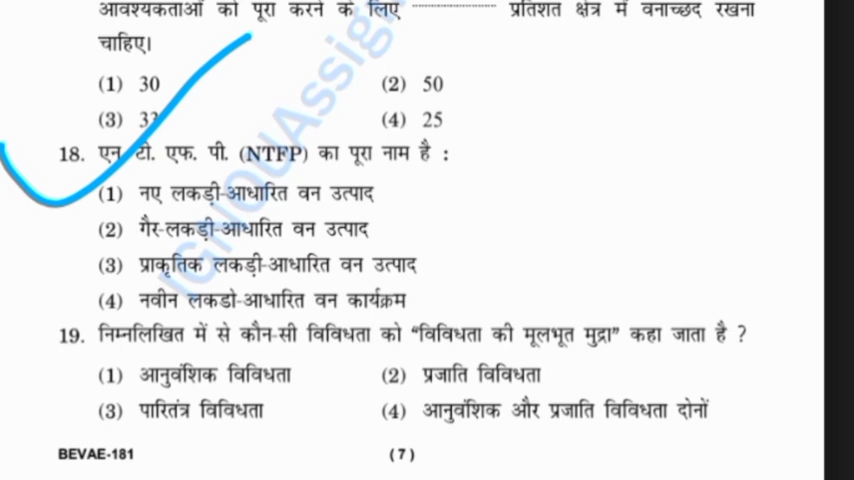 आवश्यकताओं को पूरा करने के लिए ................ प्रतिशत क्षेत्र में वनाच्छद रखना
चाहिए।
(1) 30 (2) 50
(3) 33 (4) 25
18. एन. टी. एफ. पी. (NTFP) का पूरा नाम है :
(1) नए लकड़ी-आधारित वन उत्पाद
(2) गैर-लकड़ी-आधारित वन उत्पाद
(3) प्राकृतिक लकड़ी-आधारित वन उत्पाद
(4) नवीन लकडो-आधारित वन कार्यक्रम
19. निम्नलिखित में से कौन-सी विविधता को “विविधता की मूलभूत मुद्रा” कहा जाता है ?
(1) आनुवंशिक विविधता (2) प्रजाति विविधता
(3) पारितंत्र विविधता (4) आनुवंशिक और प्रजाति विविधता दोनों
BEVAE-181 (7)
IGNOUAssign